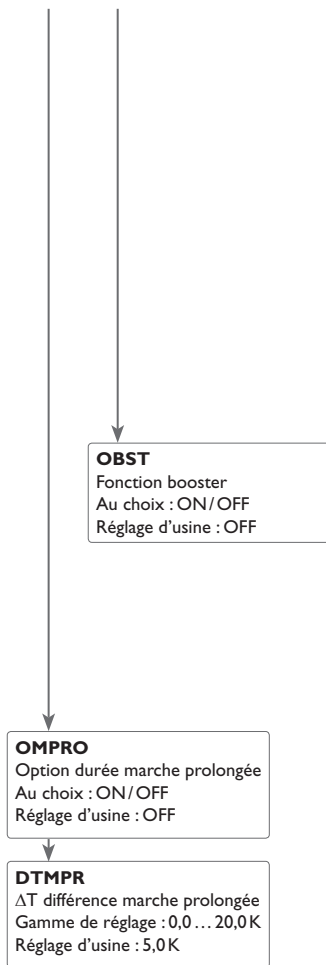 OBST
Fonction booster
Au choix : ON/OFF
Réglage d'usine : OFF
OMPRO
Option durée marche prolongée
Au choix : ON/OFF
Réglage d'usine : OFF
DTMPR
ΔT différence marche prolongée
Gamme de réglage : 0,0 … 20,0 K
Réglage d'usine : 5,0 K